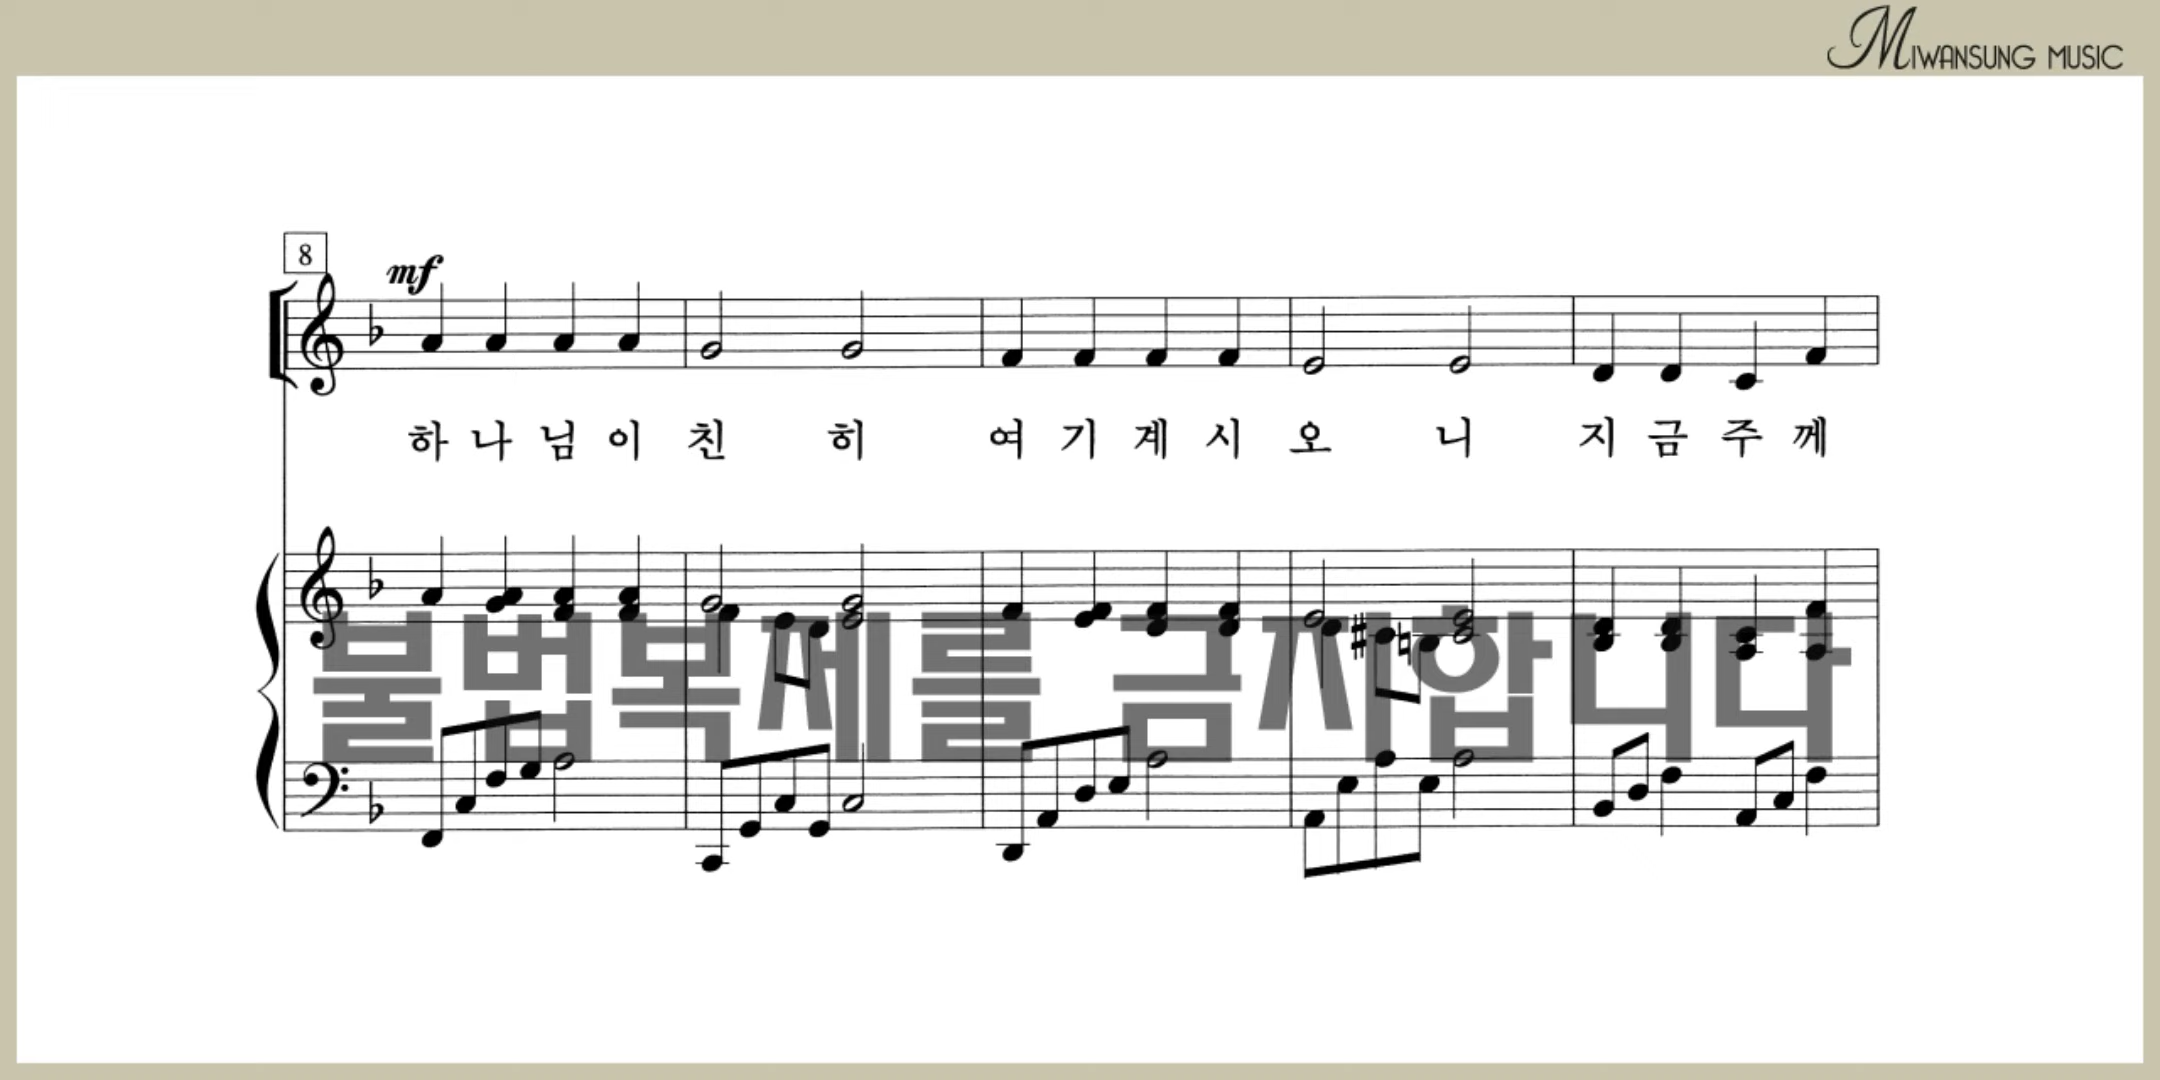 MIWANSUNG MUSIC
8
mf
하 나 님 이 친 히 여 기 계 시 오 니 지 금 주 께
불법복제를 금지합니다